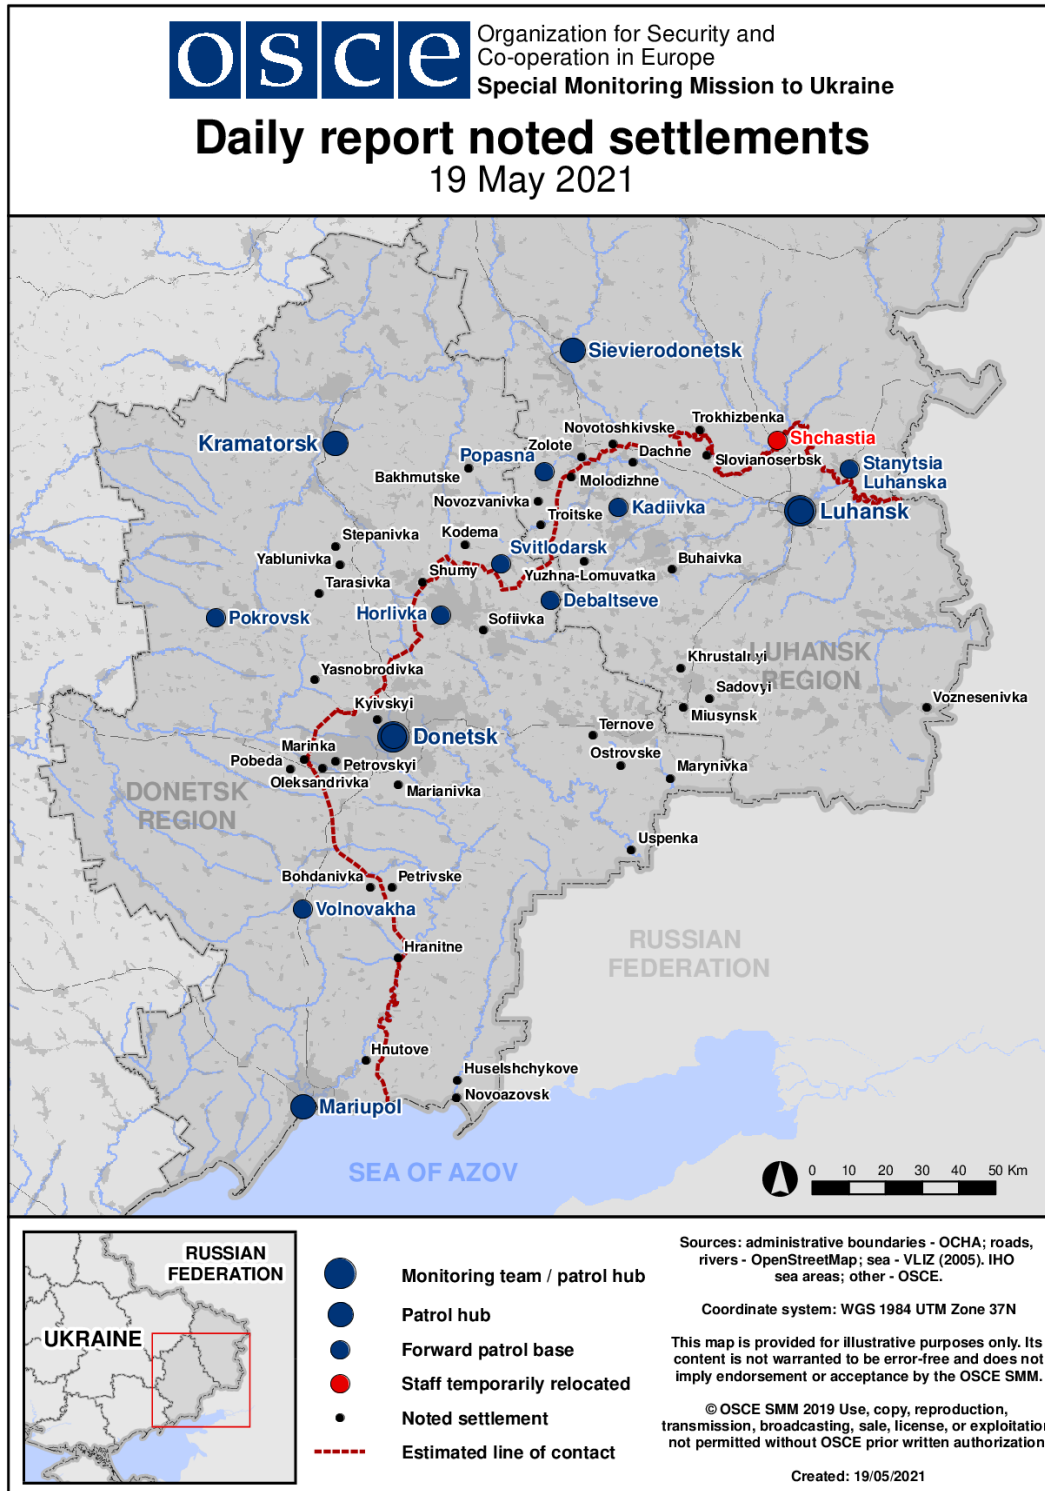 osce
Organization for Security and
Co-operation in Europe
Special Monitoring Mission to Ukraine
Daily report noted settlements
19 May 2021
Sievierodonetsk
Trokhizbenka
Novotoshkivske
Shchastia
Kramatorsk
Zolote
Dachne
Slovianoserbsk
Popasna
Stanytsia
Luhanska
Bakhmutske
Molodizhne
Novozvanivka
Kadiivka
Luhansk
Troitske
Stepanivka
Kodema
Svitlodarsk
Yablunivka
Buhaivka
Shumy
Yuzhna-Lomuvatka
Tarasivka
Debaltseve
Pokrovsk
Horlivka
Sofiivka
Khrustalnyi
LUHANSK
REGION
Yasnobrodivka
Sadovyi
Voznesenivka
Kyivskyi
Miusynsk
Ternove
Donetsk
Marinka
Ostrovske
Pobeda
Petrovskyi
Marynivka
Oleksandrivka
Marianivka
DONETSK
REGION
Uspenka
Bohdanivka
Petrivske
Volnovakha
Hranitne
RUSSIAN
FEDERATION
Hnutove
Huselshchykove
Novoazovsk
Mariupol
SEA OF AZOV
0 10 20 30 40 50 Km
RUSSIAN
FEDERATION
UKRAINE
Monitoring team / patrol hub
Patrol hub
Forward patrol base
Staff temporarily relocated
Noted settlement
Estimated line of contact
Sources: administrative boundaries - OCHA; roads,
rivers - OpenStreetMap; sea - VLIZ (2005). IHO
sea areas; other - OSCE.
Coordinate system: WGS 1984 UTM Zone 37N
This map is provided for illustrative purposes only. Its
content is not warranted to be error-free and does not
imply endorsement or acceptance by the OSCE SMM.
© OSCE SMM 2019 Use, copy, reproduction,
transmission, broadcasting, sale, license, or exploitation
not permitted without OSCE prior written authorization
Created: 19/05/2021